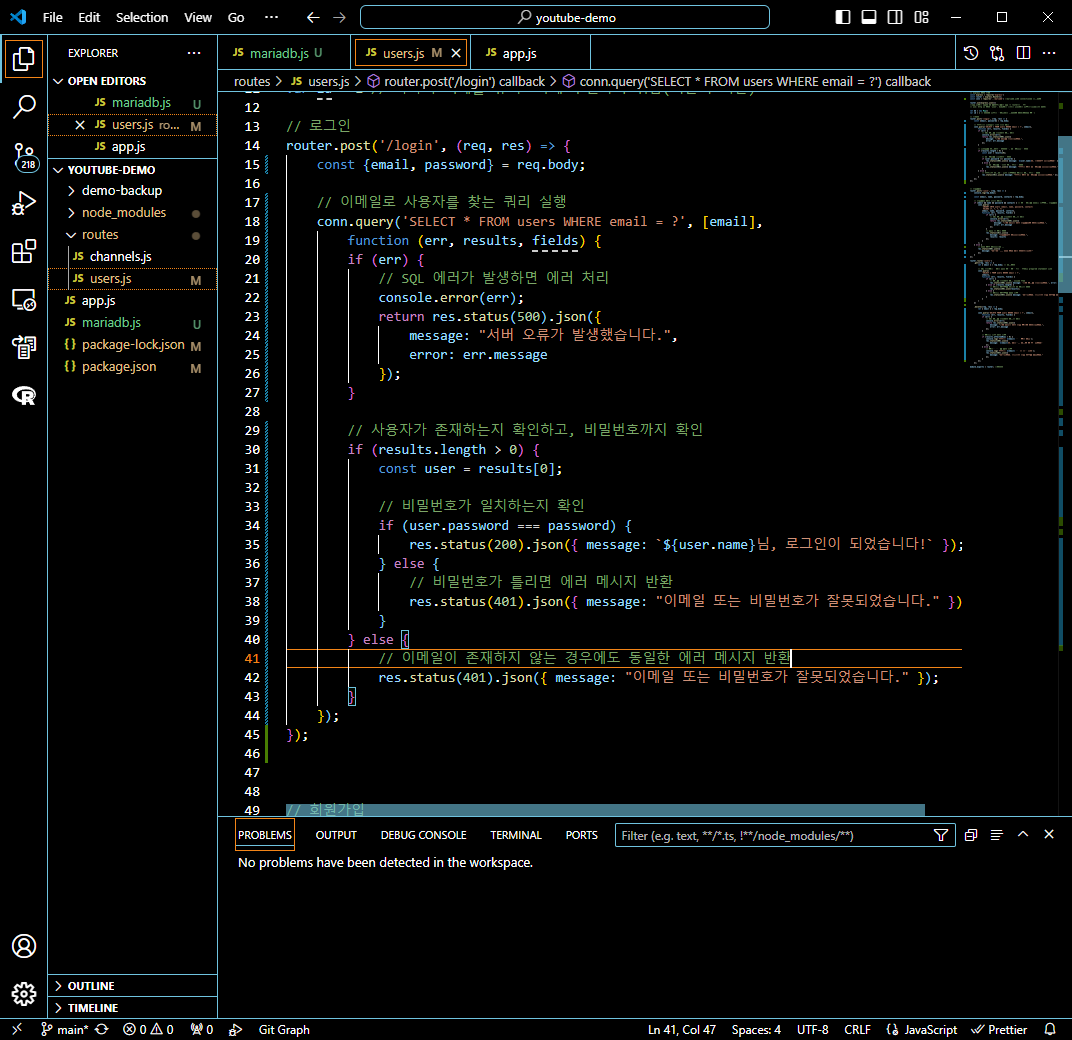 File Edit Selection View Go ··· youtube-demo
EXPLORER ···
OPEN EDITORS
JS mariadb.js U
JS users.js ro... M
JS app.js
YOUTUBE-DEMO
demo-backup
node_modules
routes
JS channels.js
JS users.js M
JS app.js
JS mariadb.js U
{} package-lock.json M
{} package.json M
OUTLINE
TIMELINE
218
JS mariadb.js U JS users.js M JS app.js
routes > JS users.js > router.post('/login') callback > conn.query('SELECT * FROM users WHERE email = ?') callback
12
13 // 로그인
14 router.post('/login', (req, res) => {
15 const {email, password} = req.body;
16
17 // 이메일로 사용자를 찾는 쿼리 실행
18 conn.query('SELECT * FROM users WHERE email = ?', [email],
19 function (err, results, fields) {
20 if (err) {
21 // SQL 에러가 발생하면 에러 처리
22 console.error(err);
23 return res.status(500).json({
24 message: "서버 오류가 발생했습니다.",
25 error: err.message
26 });
27 }
28
29 // 사용자가 존재하는지 확인하고, 비밀번호까지 확인
30 if (results.length > 0) {
31 const user = results[0];
32
33 // 비밀번호가 일치하는지 확인
34 if (user.password === password) {
35 res.status(200).json({ message: `${user.name}님, 로그인이 되었습니다!` });
36 } else {
37 // 비밀번호가 틀리면 에러 메시지 반환
38 res.status(401).json({ message: "이메일 또는 비밀번호가 잘못되었습니다." })
39 }
40 } else {
41 // 이메일이 존재하지 않는 경우에도 동일한 에러 메시지 반환
42 res.status(401).json({ message: "이메일 또는 비밀번호가 잘못되었습니다." });
43 }
44 });
45 });
46
47
48
49 // 회원가입
PROBLEMS OUTPUT DEBUG CONSOLE TERMINAL PORTS Filter (e.g. text, **/*.ts, !**/node_modules/**)
No problems have been detected in the workspace.
main* 0 0 0 Git Graph Ln 41, Col 47 Spaces: 4 UTF-8 CRLF {} JavaScript Prettier